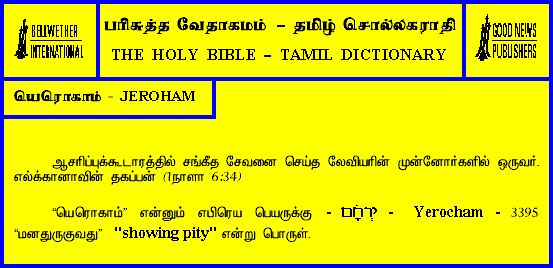 BELLWETHER
INTERNATIONAL
பரிசுத்த வேதாகமம் – தமிழ் சொல்லகராதி
THE HOLY BIBLE – TAMIL DICTIONARY
GOOD NEWS
PUBLISHERS
யெரொகாம் - JEROHAM
ஆசரிப்புக்கூடாரத்தில் சங்கீத சேவனை செய்த லேவியரின் முன்னோர்களில் ஒருவர்.
எல்க்கானாவின் தகப்பன் (1நாளா 6:34)
“யெரொகாம்” என்னும் எபிரெய பெயருக்கு - יְרֹחָם - Yerocham - 3395
“மனதுருகுவது” "showing pity" என்று பொருள்.